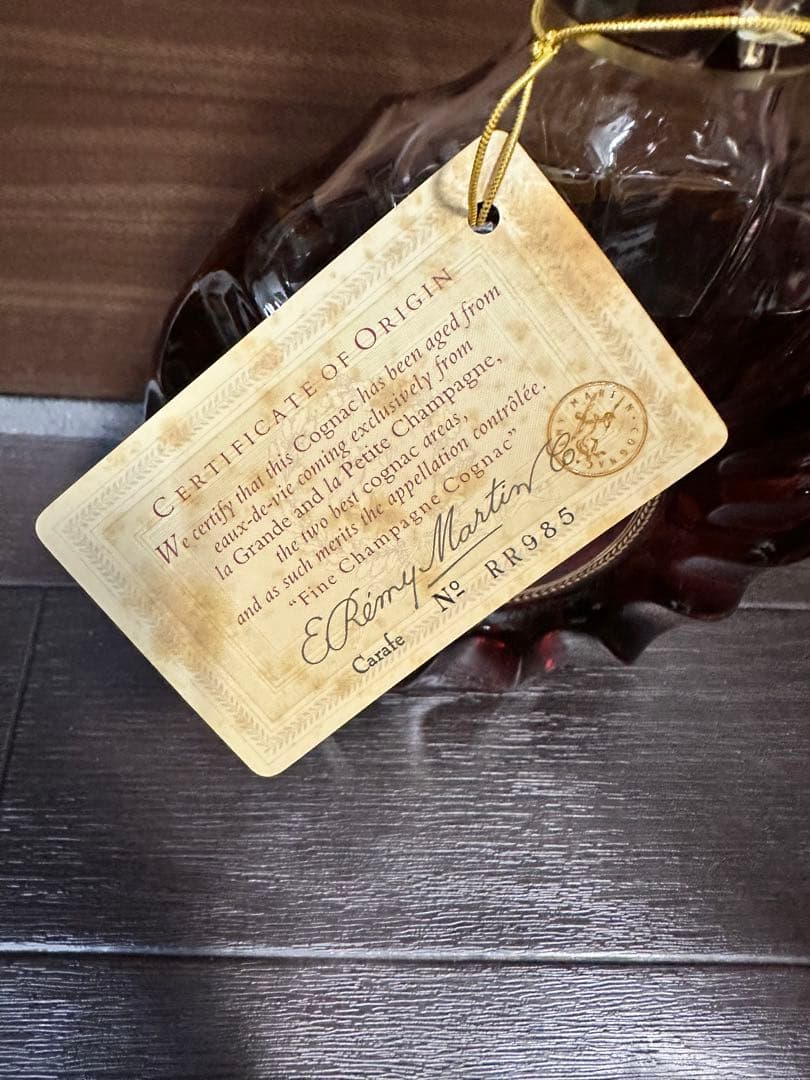 CERTIFICATE OF ORIGIN
We certify that this Cognac has been aged from
eaux-de-vie coming exclusively from
la Grande and la Petite Champagne,
the two best cognac areas,
and as such merits the appellation contrôlée.
“Fine Champagne Cognac”
E. Rémy Martin & Co
Carafe Nº RR985
MARTIN · COGNAC